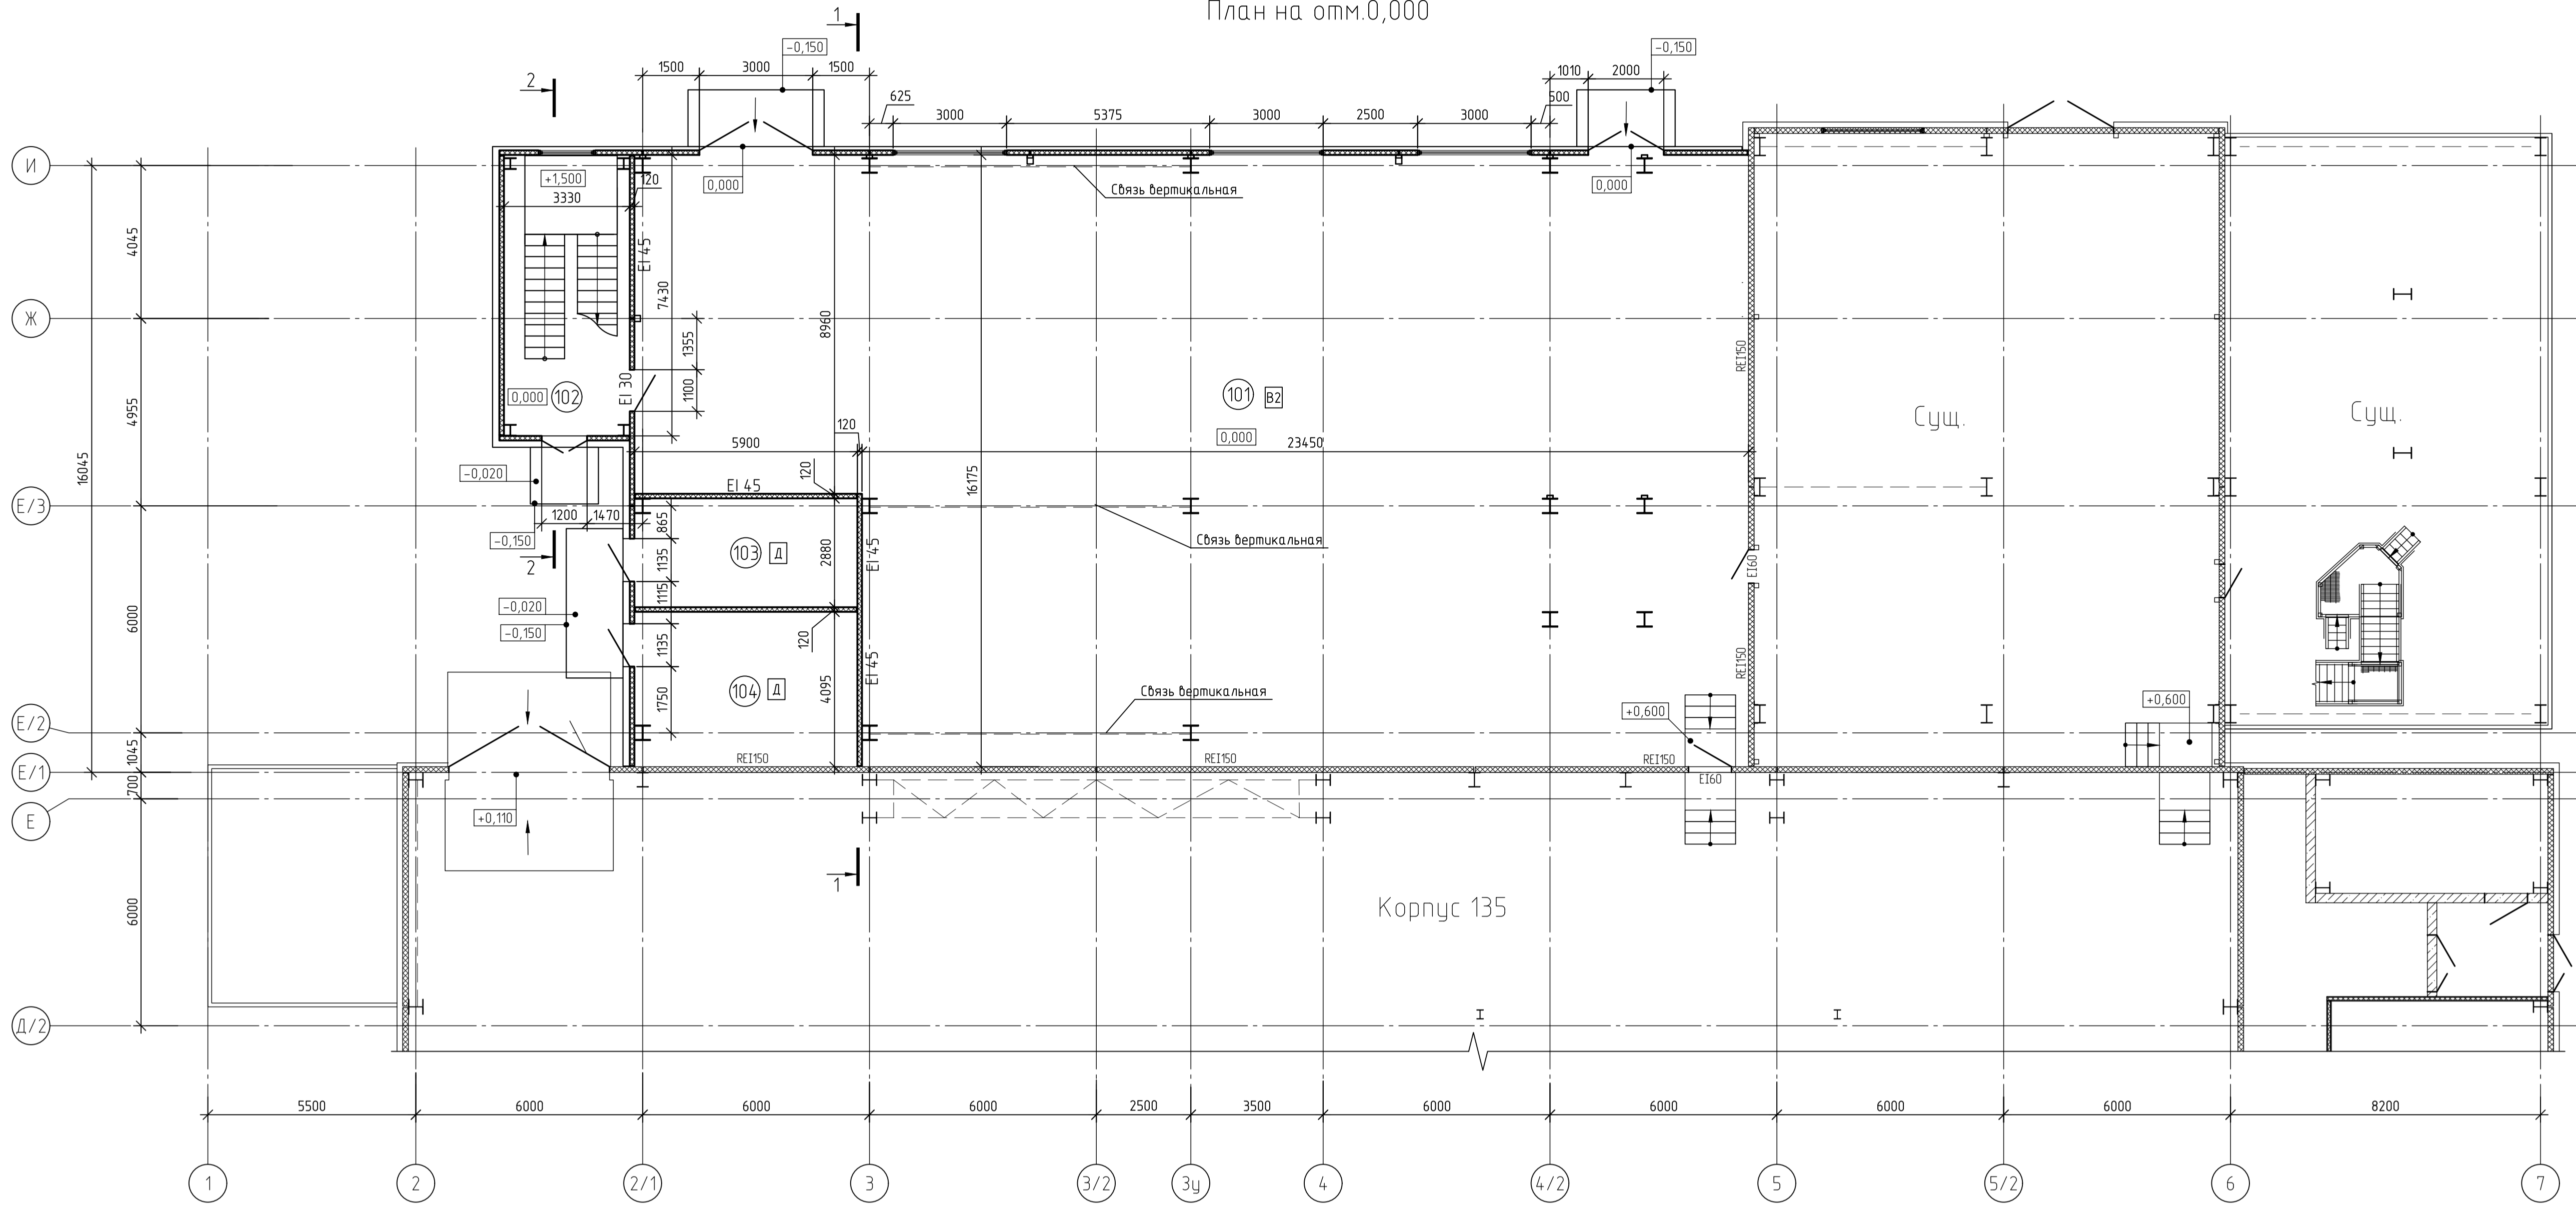 План на отм.0,000
1
-0,150
-0,150
1500
3000
1500
1010
2000
2
625
3000
5375
3000
2500
3000
500
И
+1,500
120
3330
0,000
Связь вертикальная
0,000
4045
EI 45
7430
8960
Ж
1355
1100
REI150
4955
EI 30
0,000
102
101
В2
0,000
Сущ.
Сущ.
5900
120
23450
16045
-0,020
120
16175
EI 45
Е/3
1200
1470
865
-0,150
Связь вертикальная
103
Д
2880
EI 45
1135
EI60
2
1115
6000
-0,020
-0,150
120
1135
EI 45
REI150
104
Д
4095
1750
Связь вертикальная
+0,600
+0,600
Е/2
1045
REI150
REI150
REI150
Е/1
EI60
700
Е
+0,110
1
6000
Корпус 135
Д/2
5500
6000
6000
6000
2500
3500
6000
6000
6000
6000
8200
1
2
2/1
3
3/2
3у
4
4/2
5
5/2
6
7